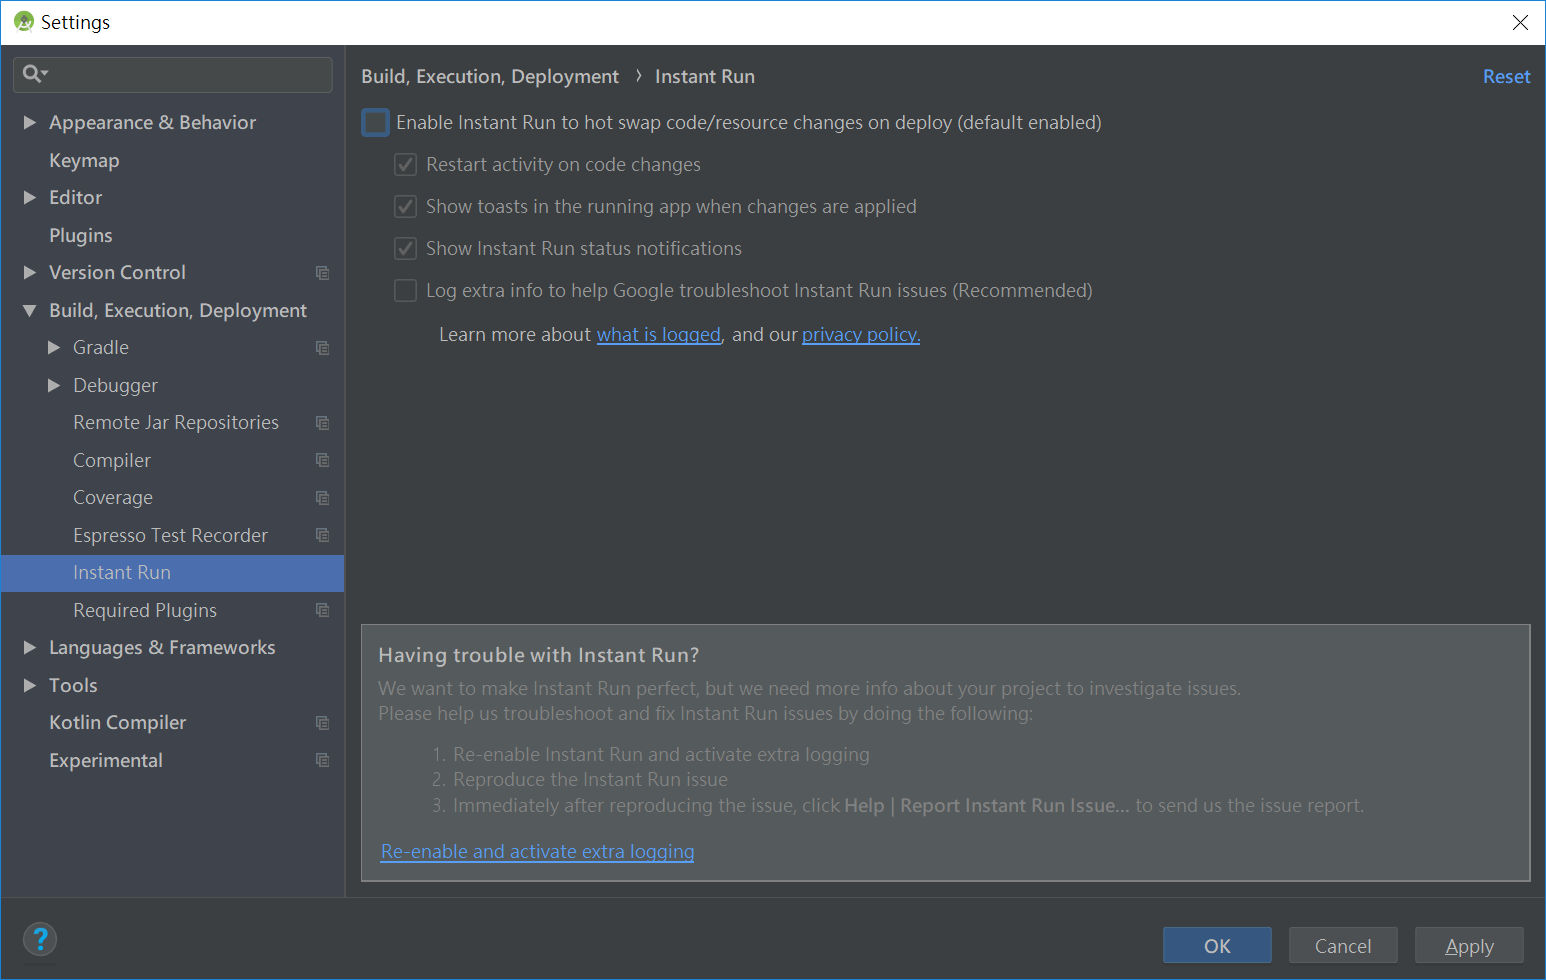 Settings
Appearance & Behavior
Keymap
Editor
Plugins
Version Control
Build, Execution, Deployment
Gradle
Debugger
Remote Jar Repositories
Compiler
Coverage
Espresso Test Recorder
Instant Run
Required Plugins
Languages & Frameworks
Tools
Kotlin Compiler
Experimental
Build, Execution, Deployment › Instant Run
Reset
Enable Instant Run to hot swap code/resource changes on deploy (default enabled)
Restart activity on code changes
Show toasts in the running app when changes are applied
Show Instant Run status notifications
Log extra info to help Google troubleshoot Instant Run issues (Recommended)
Learn more about what is logged, and our privacy policy.
Having trouble with Instant Run?
We want to make Instant Run perfect, but we need more info about your project to investigate issues.
Please help us troubleshoot and fix Instant Run issues by doing the following:
1. Re-enable Instant Run and activate extra logging
2. Reproduce the Instant Run issue
3. Immediately after reproducing the issue, click Help | Report Instant Run Issue... to send us the issue report.
Re-enable and activate extra logging
?
OK
Cancel
Apply